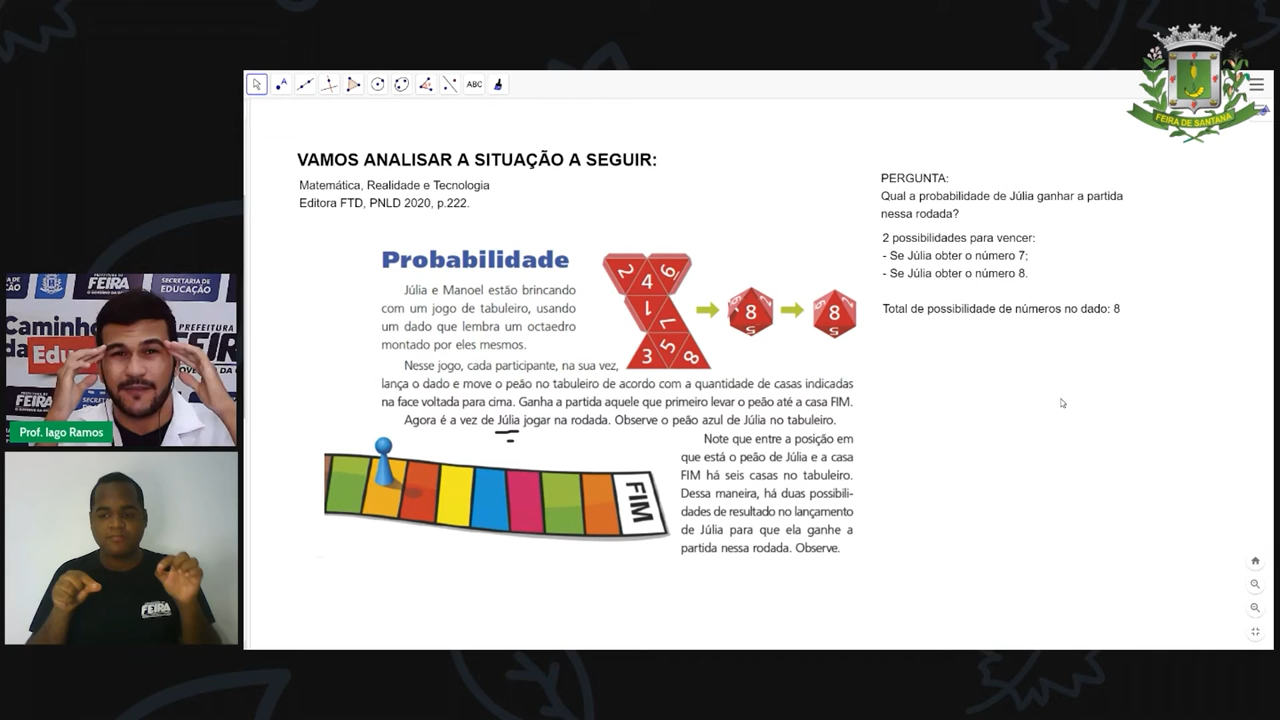 FEIRA DE SANTANA
ABC
VAMOS ANALISAR A SITUAÇÃO A SEGUIR:
Matemática, Realidade e Tecnologia
Editora FTD, PNLD 2020, p.222.
PERGUNTA:
Qual a probabilidade de Júlia ganhar a partida
nessa rodada?
2 possibilidades para vencer:
- Se Júlia obter o número 7;
- Se Júlia obter o número 8.
Total de possibilidade de números no dado: 8
Probabilidade
Júlia e Manoel estão brincando
com um jogo de tabuleiro, usando
um dado que lembra um octaedro
montado por eles mesmos.
Nesse jogo, cada participante, na sua vez,
lança o dado e move o peão no tabuleiro de acordo com a quantidade de casas indicadas
na face voltada para cima. Ganha a partida aquele que primeiro levar o peão até a casa FIM.
Agora é a vez de Júlia jogar na rodada. Observe o peão azul de Júlia no tabuleiro.
2 4 6
1 7
3 5 8
8
5
8
5
Note que entre a posição em
que está o peão de Júlia e a casa
FIM há seis casas no tabuleiro.
Dessa maneira, há duas possibili-
dades de resultado no lançamento
de Júlia para que ela ganhe a
partida nessa rodada. Observe.
FIM
SECRETARIA DE
EDUCAÇÃO
FEIRA
Caminho
da Edu
PREFEITURA
Prof. Iago Ramos
FEIRA